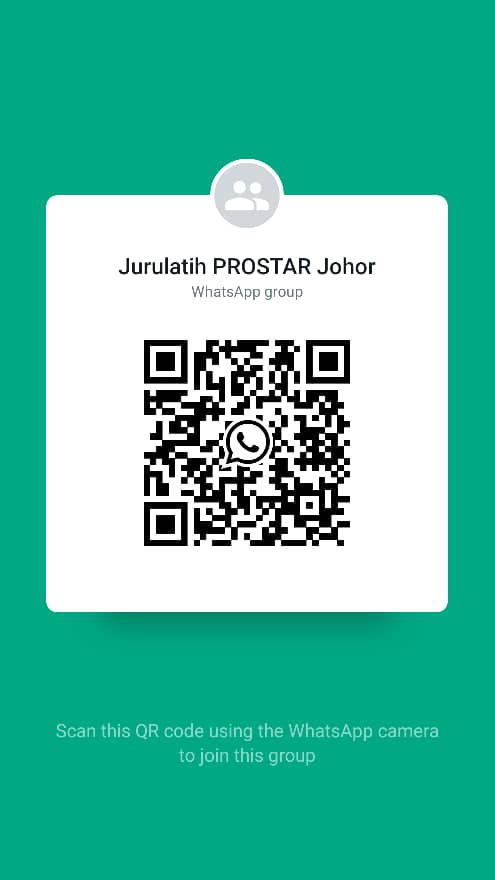 Jurulatih PROSTAR Johor
WhatsApp group
Scan this QR code using the WhatsApp camera
to join this group